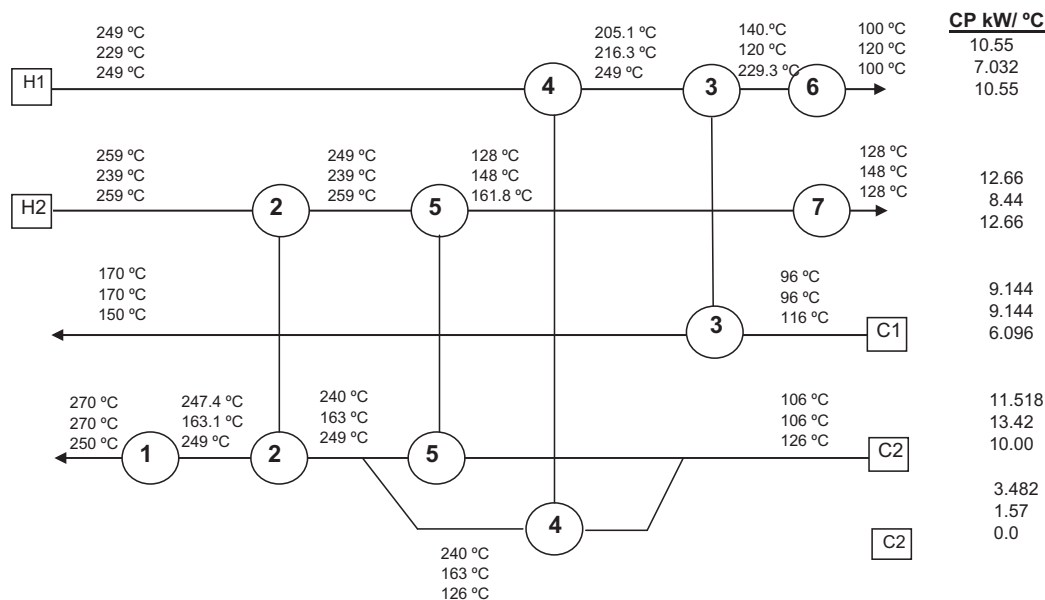 CP kW/ ºC
249 ºC
229 ºC
249 ºC
205.1 ºC
216.3 ºC
249 ºC
140.ºC
120 ºC
229.3 ºC
100 ºC
120 ºC
100 ºC
10.55
7.032
10.55
H1
4
3
6
259 ºC
239 ºC
259 ºC
249 ºC
239 ºC
259 ºC
128 ºC
148 ºC
161.8 ºC
128 ºC
148 ºC
128 ºC
12.66
8.44
12.66
H2
2
5
7
170 ºC
170 ºC
150 ºC
96 ºC
96 ºC
116 ºC
9.144
9.144
6.096
3
C1
270 ºC
270 ºC
250 ºC
247.4 ºC
163.1 ºC
249 ºC
240 ºC
163 ºC
249 ºC
106 ºC
106 ºC
126 ºC
11.518
13.42
10.00
1
2
5
C2
4
3.482
1.57
0.0
C2
240 ºC
163 ºC
126 ºC